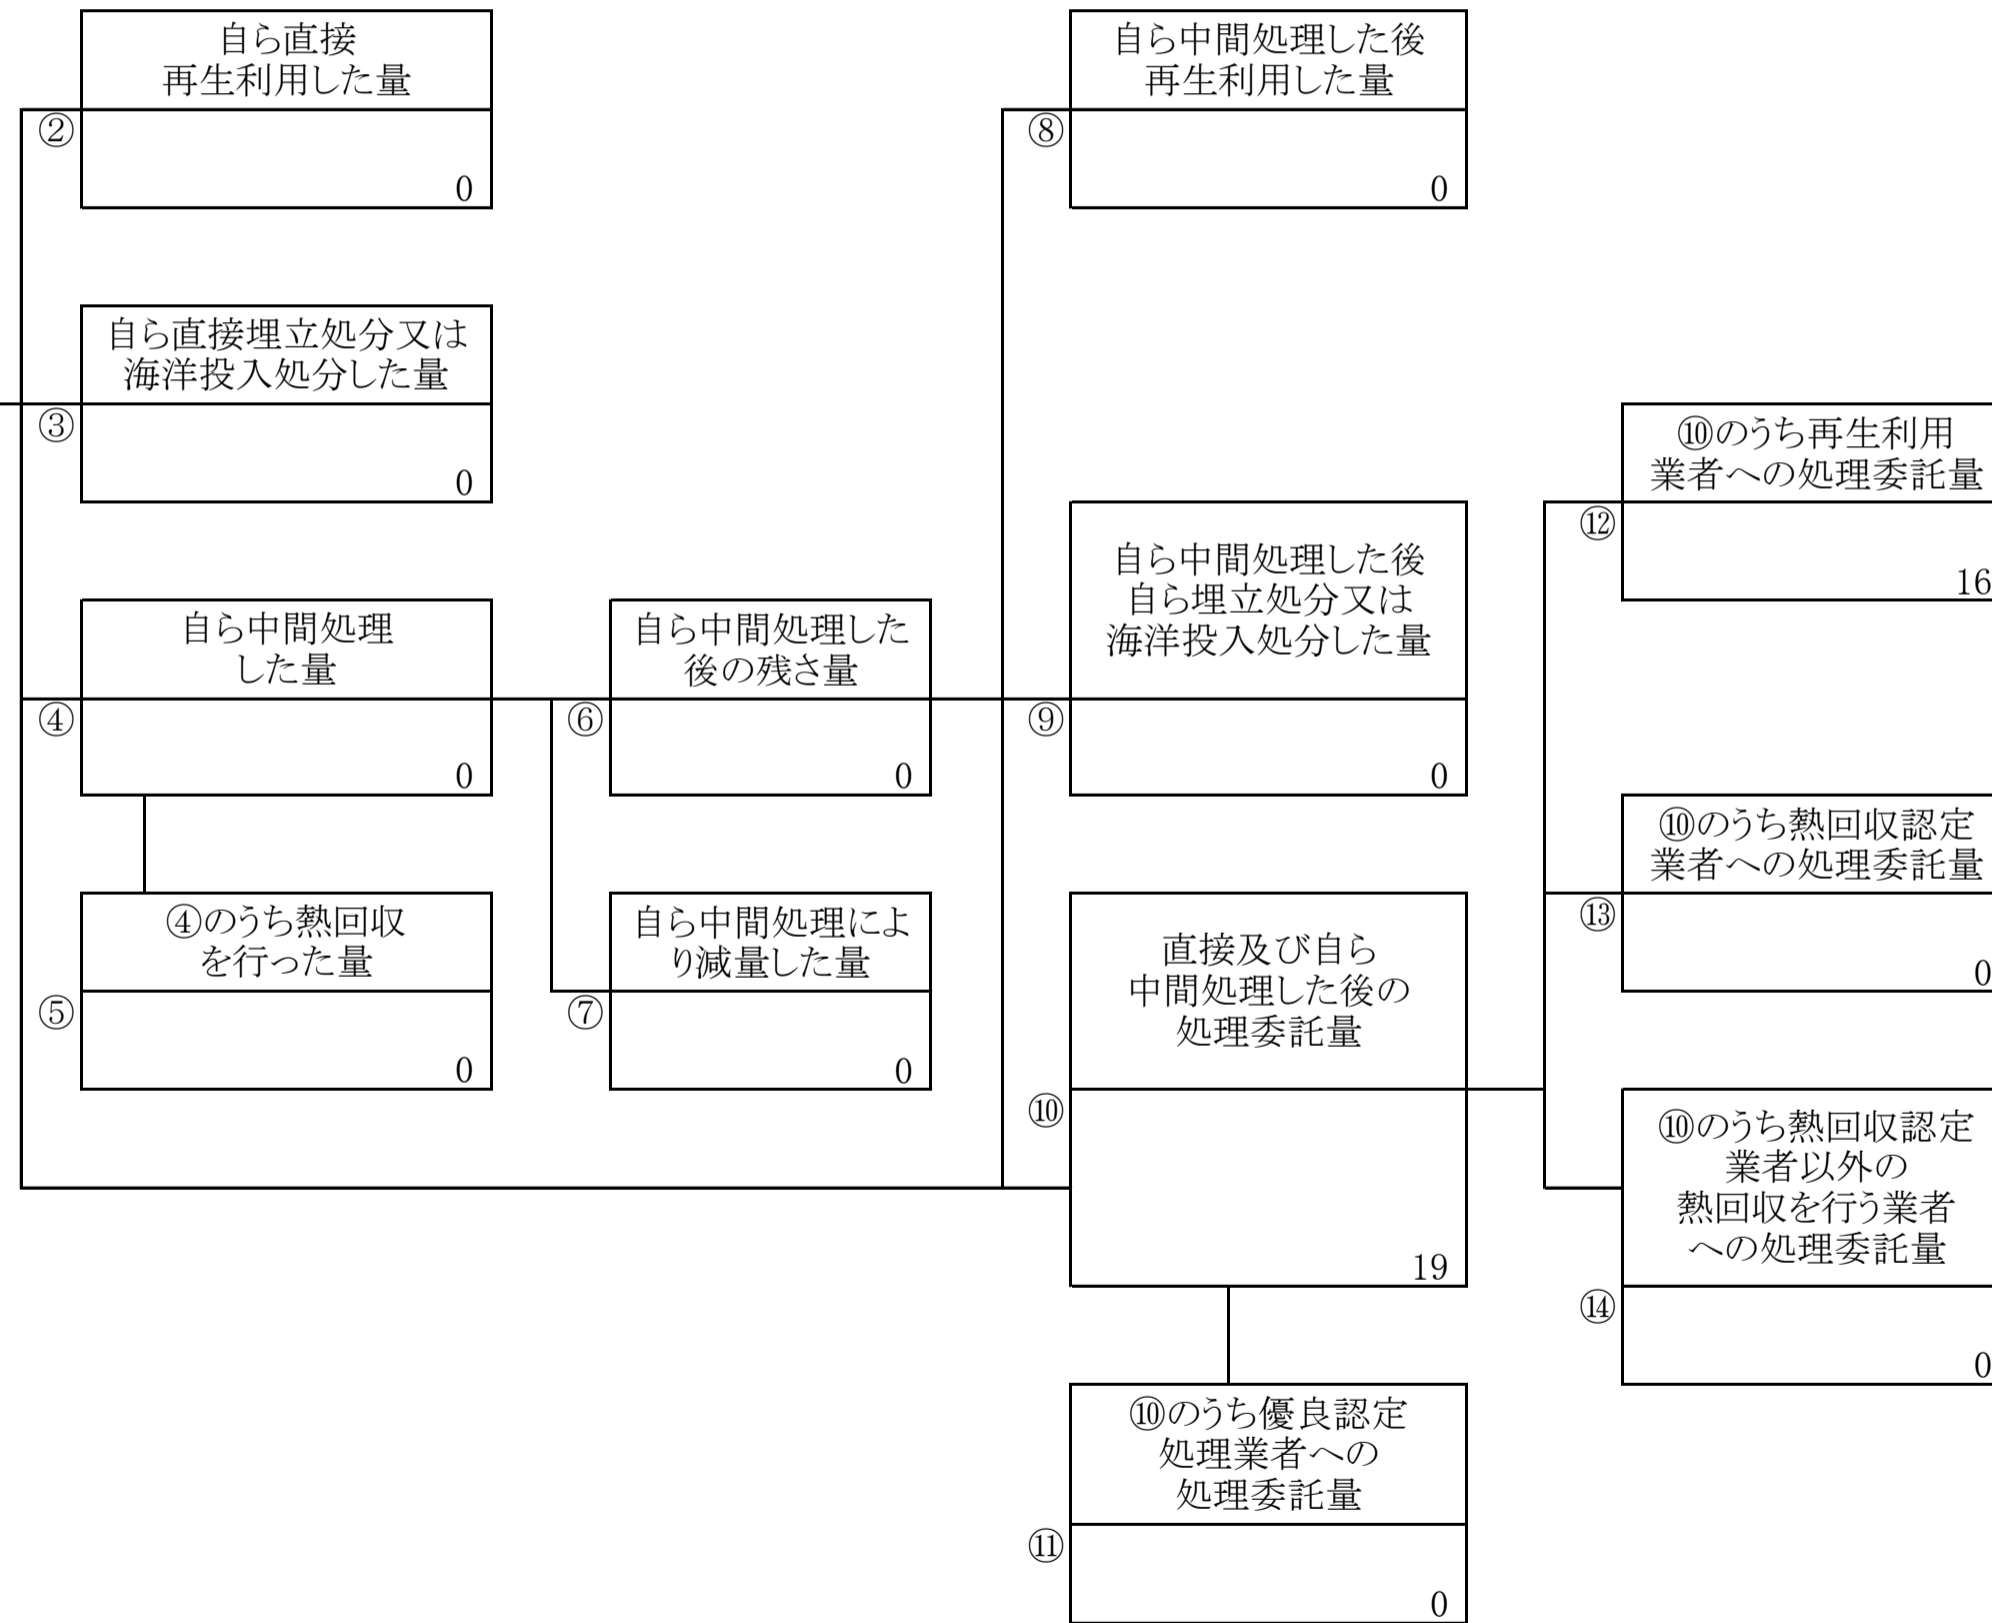 自ら直接
再生利用した量
②
0
自ら中間処理した後
再生利用した量
⑧
0
自ら直接埋立処分又は
海洋投入処分した量
③
0
⑩のうち再生利用
業者への処理委託量
⑫
16
自ら中間処理
した量
④
0
自ら中間処理した
後の残さ量
⑥
0
自ら中間処理した後
自ら埋立処分又は
海洋投入処分した量
⑨
0
⑩のうち熱回収認定
業者への処理委託量
⑬
0
④のうち熱回収
を行った量
⑤
0
自ら中間処理によ
り減量した量
⑦
0
直接及び自ら
中間処理した後の
処理委託量
⑩
19
⑩のうち熱回収認定
業者以外の
熱回収を行う業者
への処理委託量
⑭
0
⑩のうち優良認定
処理業者への
処理委託量
⑪
0